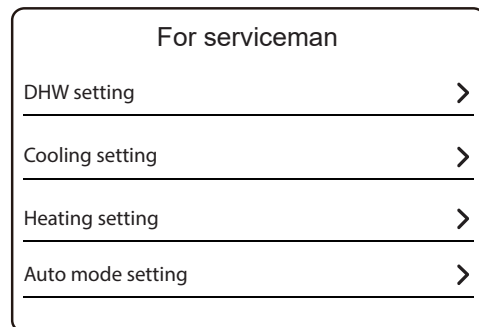 For serviceman
DHW setting
Cooling setting
Heating setting
Auto mode setting